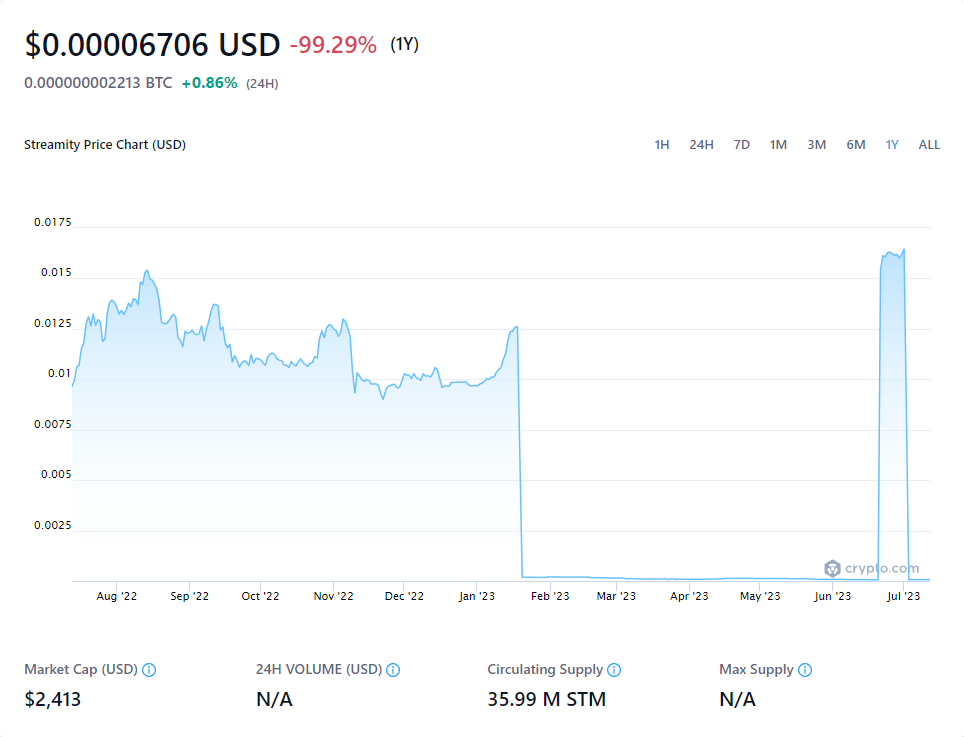 $0.00006706 USD -99.29% (1Y)
0.000000002213 BTC +0.86% (24H)
Streamity Price Chart (USD) 1H 24H 7D 1M 3M 6M 1Y ALL
0.0175
0.015
0.0125
0.01
0.0075
0.005
0.0025
crypto.com
Aug '22 Sep '22 Oct '22 Nov '22 Dec '22 Jan '23 Feb '23 Mar '23 Apr '23 May '23 Jun '23 Jul '23
Market Cap (USD) 24H VOLUME (USD) Circulating Supply Max Supply
$2,413 N/A 35.99 M STM N/A